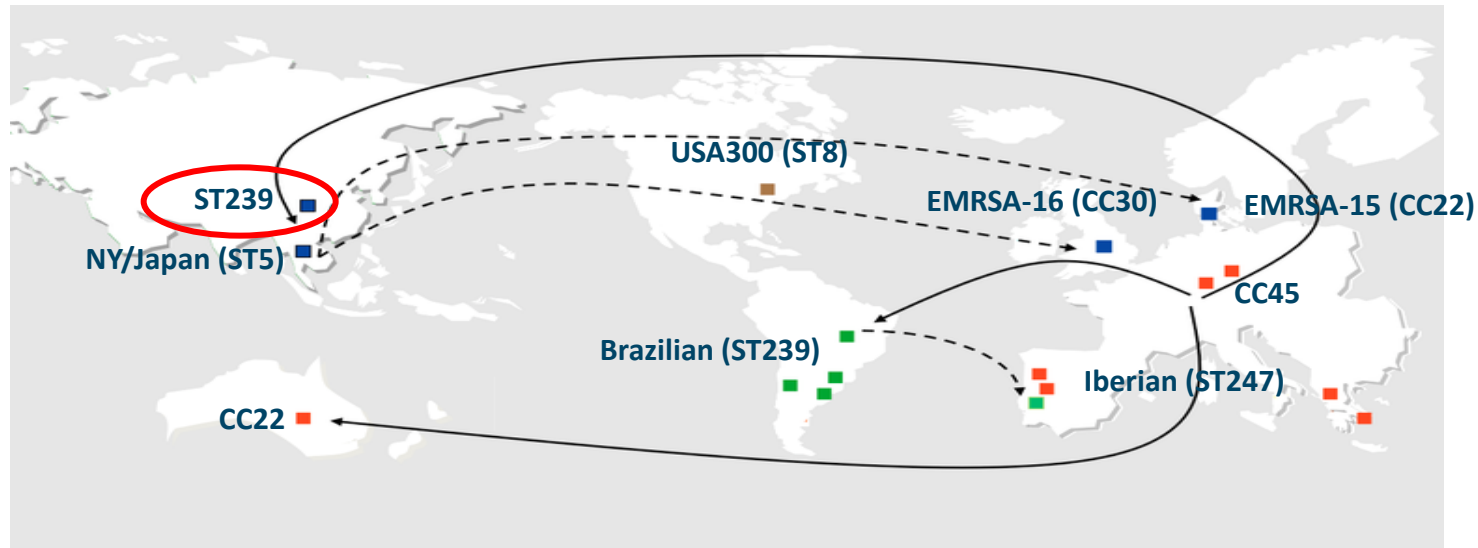 USA300 (ST8)
ST239
EMRSA-16 (CC30)
EMRSA-15 (CC22)
NY/Japan (ST5)
CC45
Brazilian (ST239)
Iberian (ST247)
CC22